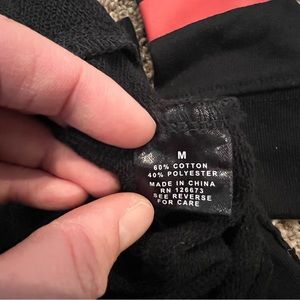 M
60% COTTON
40% POLYESTER
MADE IN CHINA
RN 126673
SEE REVERSE
FOR CARE